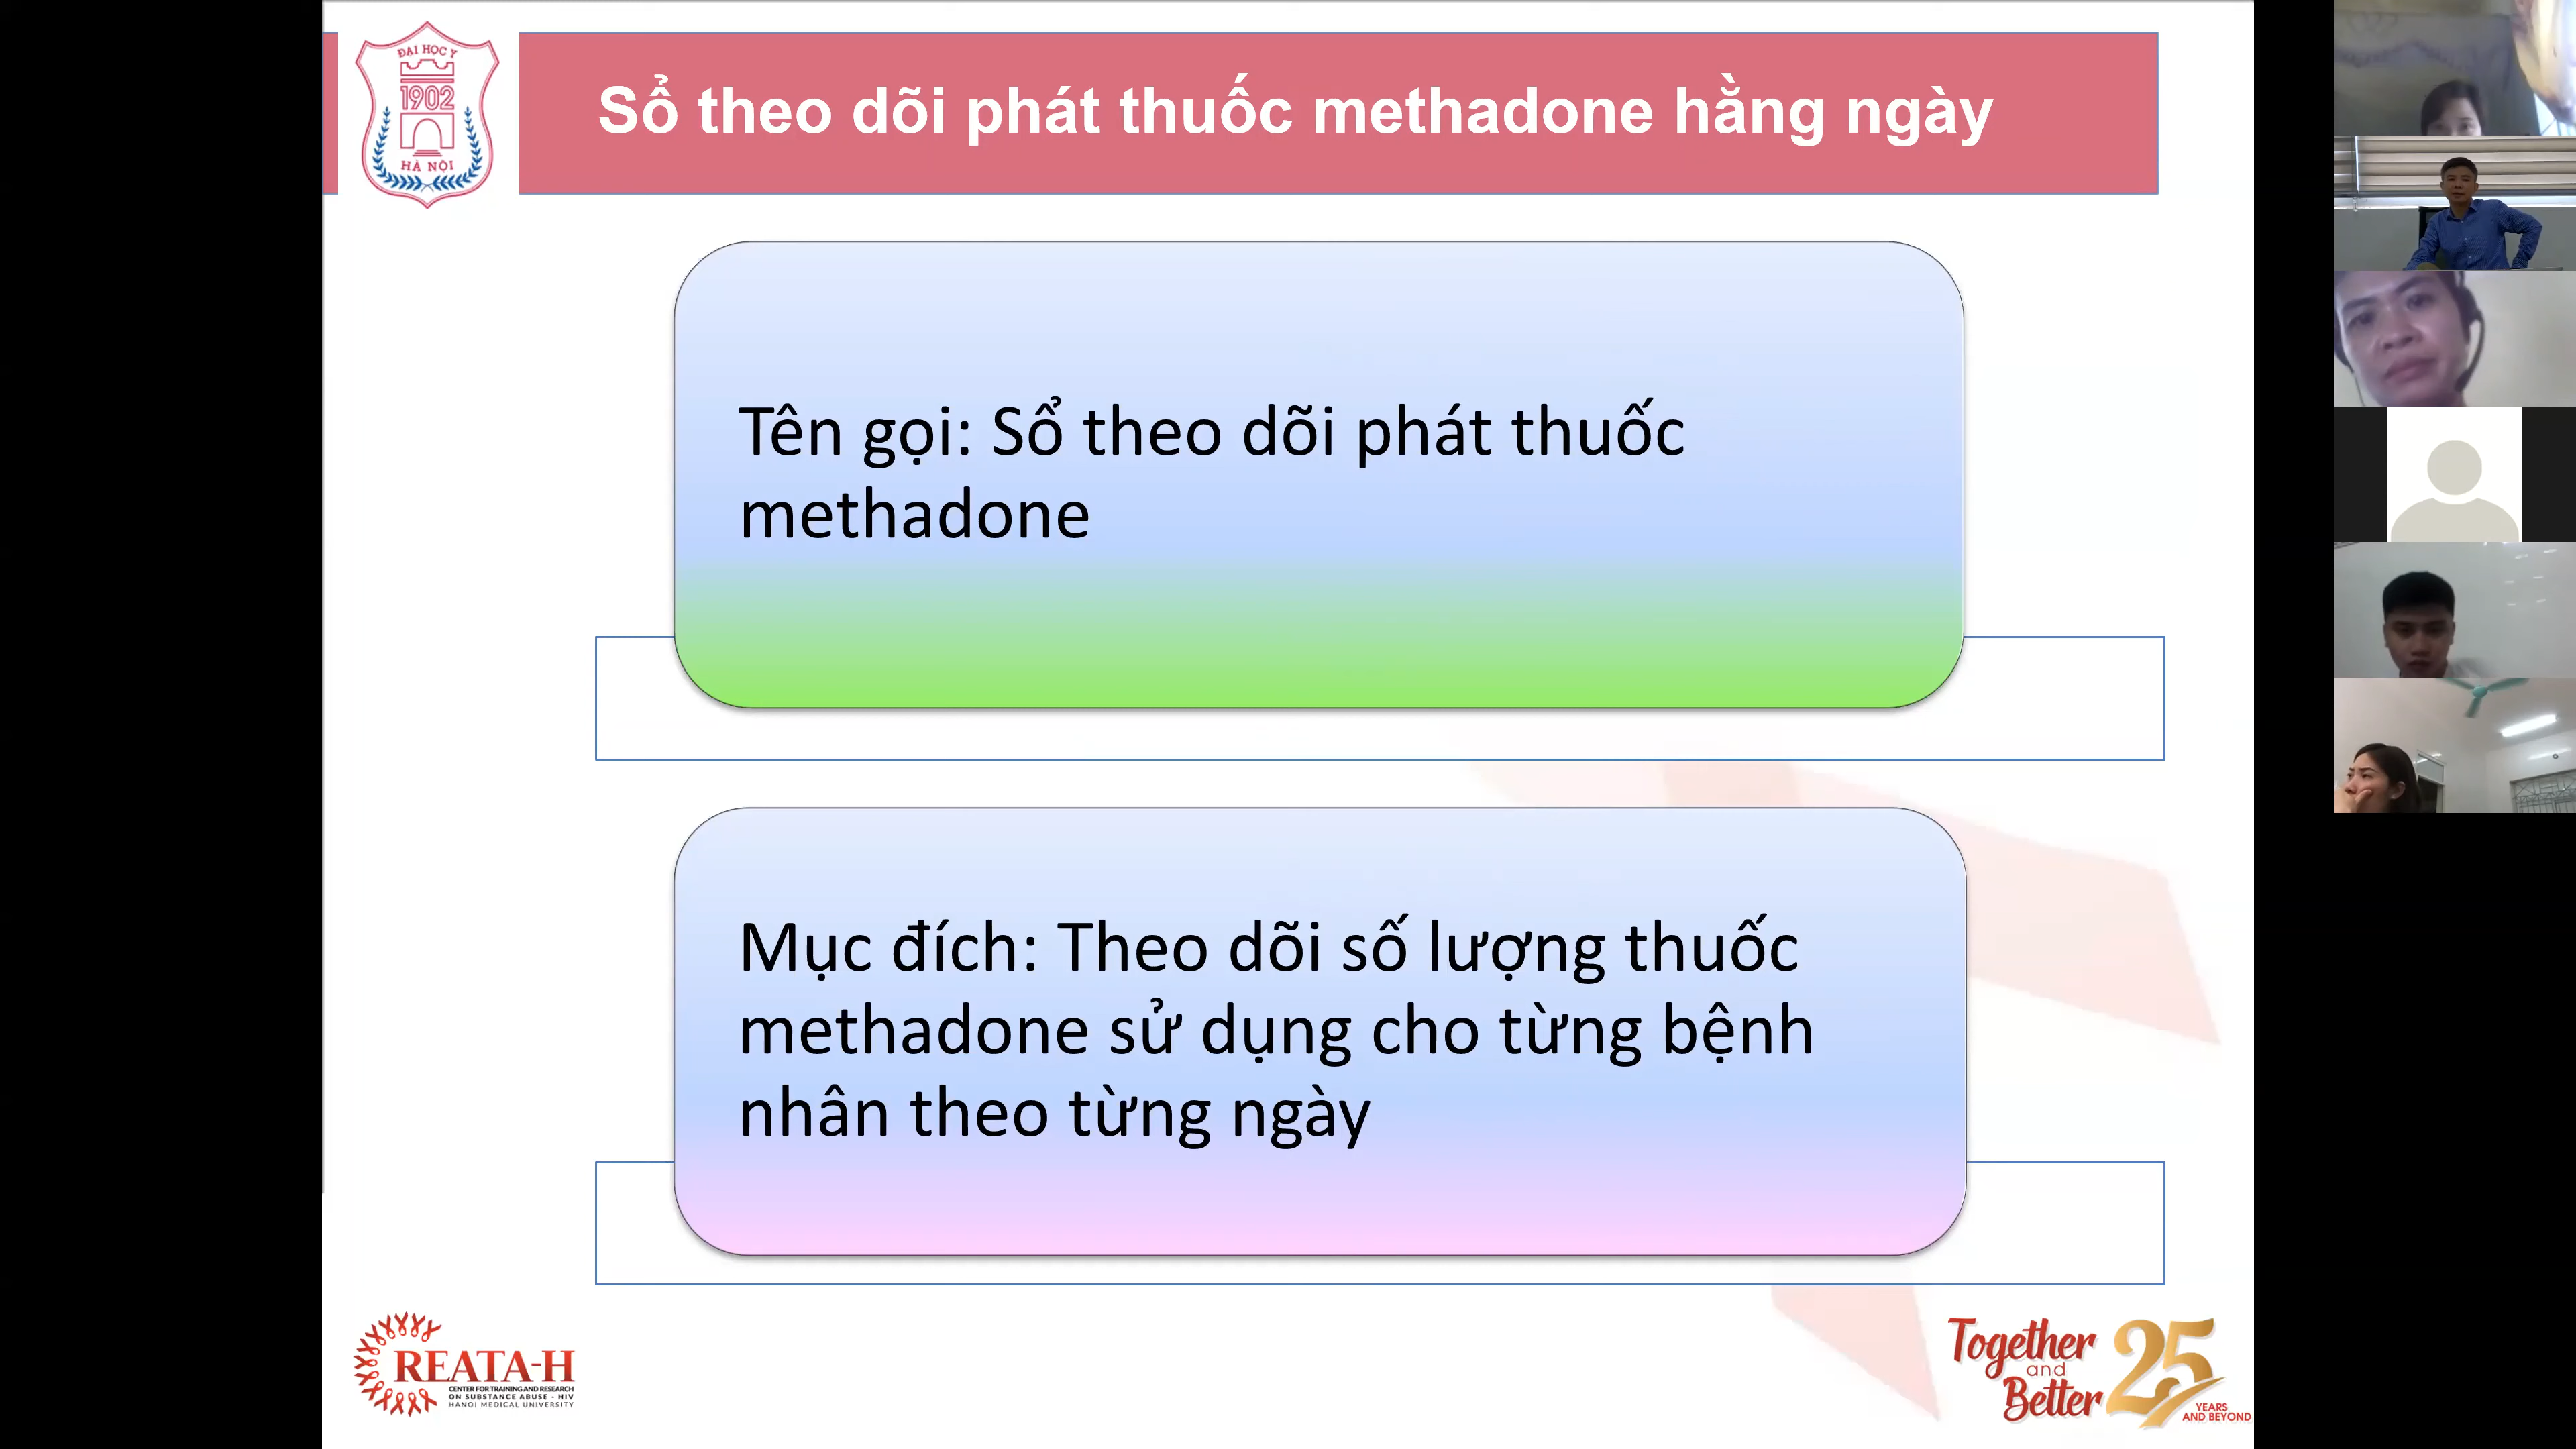 ĐẠI HỌC Y
1902
HÀ NỘI
Sổ theo dõi phát thuốc methadone hằng ngày
Tên gọi: Sổ theo dõi phát thuốc
methadone
Mục đích: Theo dõi số lượng thuốc
methadone sử dụng cho từng bệnh
nhân theo từng ngày
CREATA-H
CENTER FOR TRAINING AND RESEARCH
ON SUBSTANCE ABUSE - HIV
HANOI MEDICAL UNIVERSITY
Together
and
Better
25
YEARS
AND BEYOND